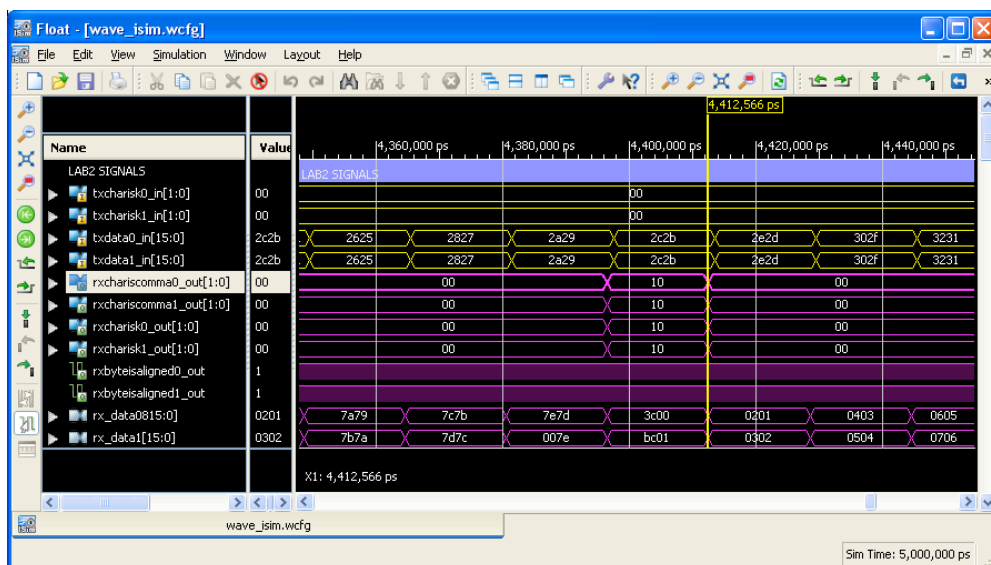 Float - [wave_isim.wcfg]
File Edit View Simulation Window Layout Help
4,412,566 ps
Name Value 4,360,000 ps 4,380,000 ps 4,400,000 ps 4,420,000 ps 4,440,000 ps
LAB2 SIGNALS LAB2 SIGNALS
txcharisk0_in[1:0] 00 00
txcharisk1_in[1:0] 00 00
txdata0_in[15:0] 2c2b 2625 2827 2a29 2c2b 2e2d 302f 3231
txdata1_in[15:0] 2c2b 2625 2827 2a29 2c2b 2e2d 302f 3231
rxchariscomma0_out[1:0] 00 00 10 00
rxchariscomma1_out[1:0] 00 00 10 00
rxcharisk0_out[1:0] 00 00 10 00
rxcharisk1_out[1:0] 00 00 10 00
rxbyteisaligned0_out 1
rxbyteisaligned1_out 1
rx_data0815:0] 0201 7a79 7c7b 7e7d 3c00 0201 0403 0605
rx_data1[15:0] 0302 7b7a 7d7c 007e bc01 0302 0504 0706
X1: 4,412,566 ps
wave_isim.wcfg
Sim Time: 5,000,000 ps